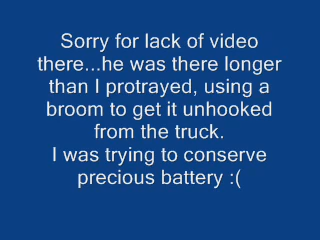 Sorry for lack of video
there...he was there longer
than I protrayed, using a
broom to get it unhooked
from the truck.
I was trying to conserve
precious battery :(